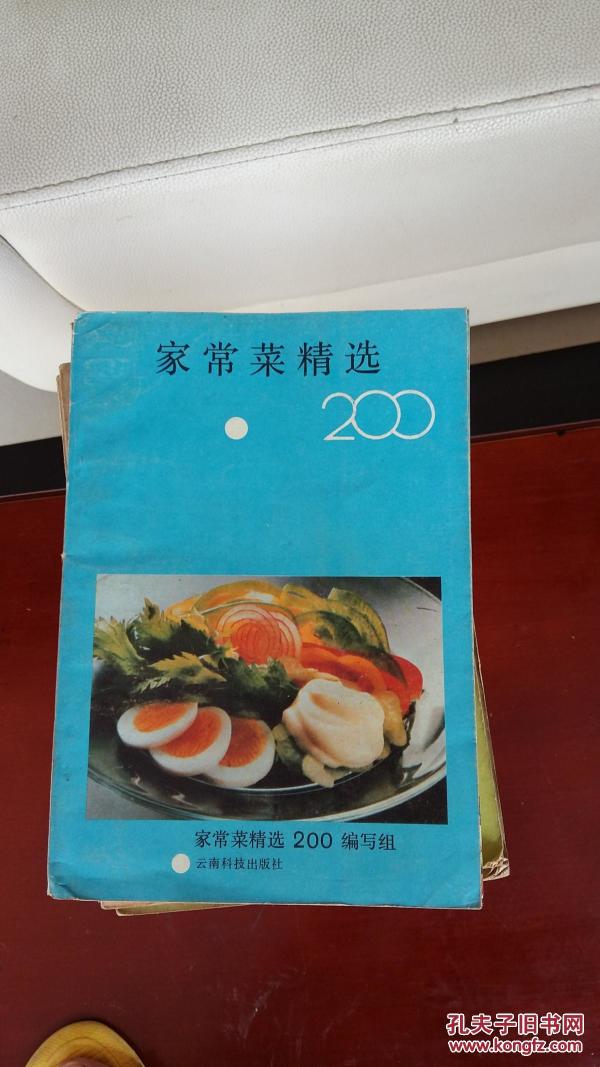 家常菜精选
200
家常菜精选 200 编写组
云南科技出版社
孔夫子旧书网
www.kongfz.com